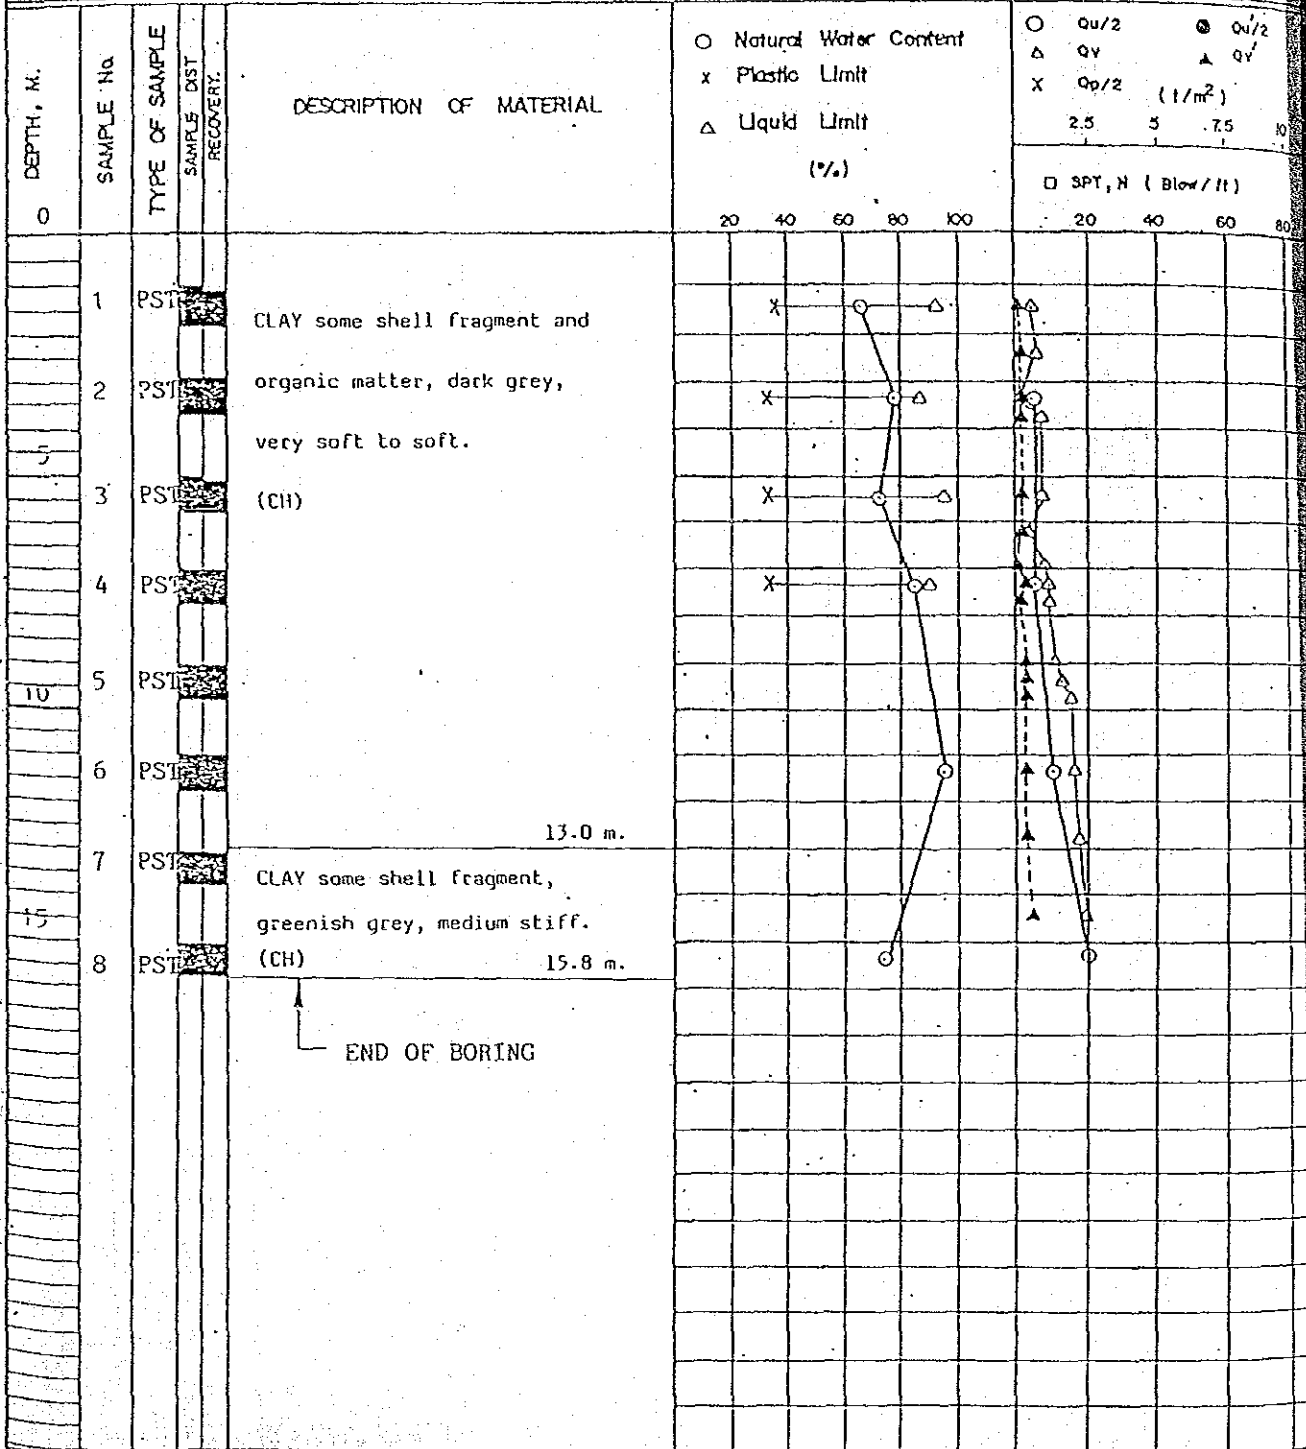 DEPTH, M.
0
SAMPLE No
TYPE OF SAMPLE
SAMPLE DIST
RECOVERY.
DESCRIPTION OF MATERIAL
O Natural Water Content
x Plastic Limit
△ Liquid Limit
(%)
20 40 60 80 100
O Qu/2 ● Qu'/2
△ Qv ▲ Qv'
X Qp/2 (t/m²)
2.5 5 7.5 10
□ SPT, N (Blow/ft)
20 40 60 80
1 PST
CLAY some shell fragment and
2 PST
organic matter, dark grey,
very soft to soft.
5
3 PST
(CH)
4 PST
5 PST
10
6 PST
13.0 m.
7 PST
CLAY some shell fragment,
15
greenish grey, medium stiff.
8 PST
(CH) 15.8 m.
END OF BORING